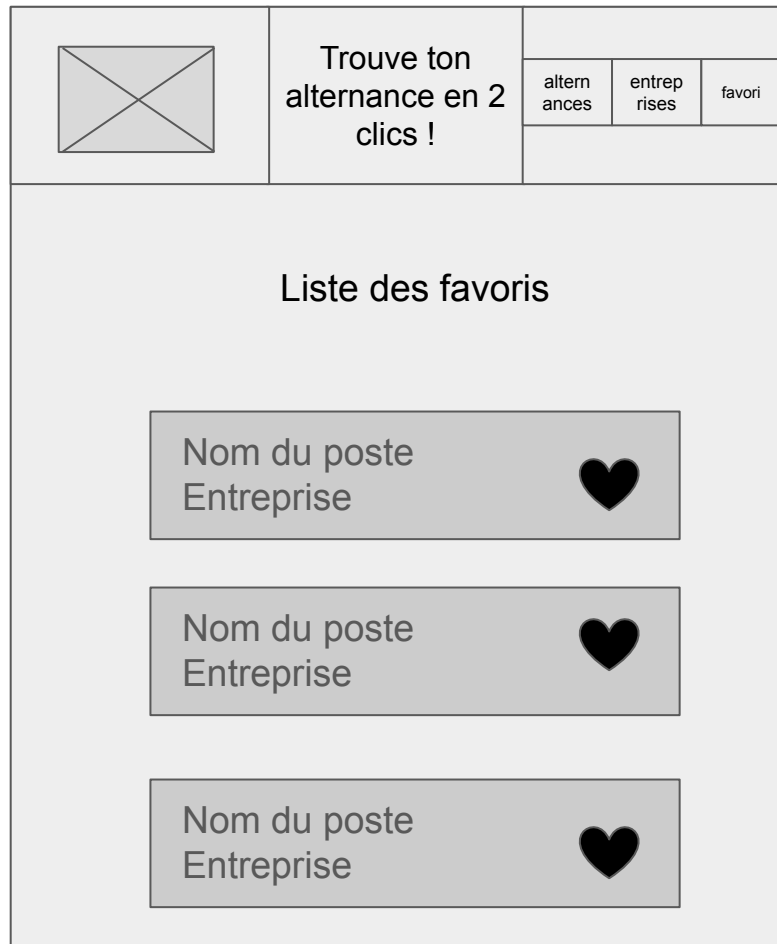 Trouve ton
alternance en 2
clics !
altern
ances
entrep
rises
favori
Liste des favoris
Nom du poste
Entreprise
Nom du poste
Entreprise
Nom du poste
Entreprise